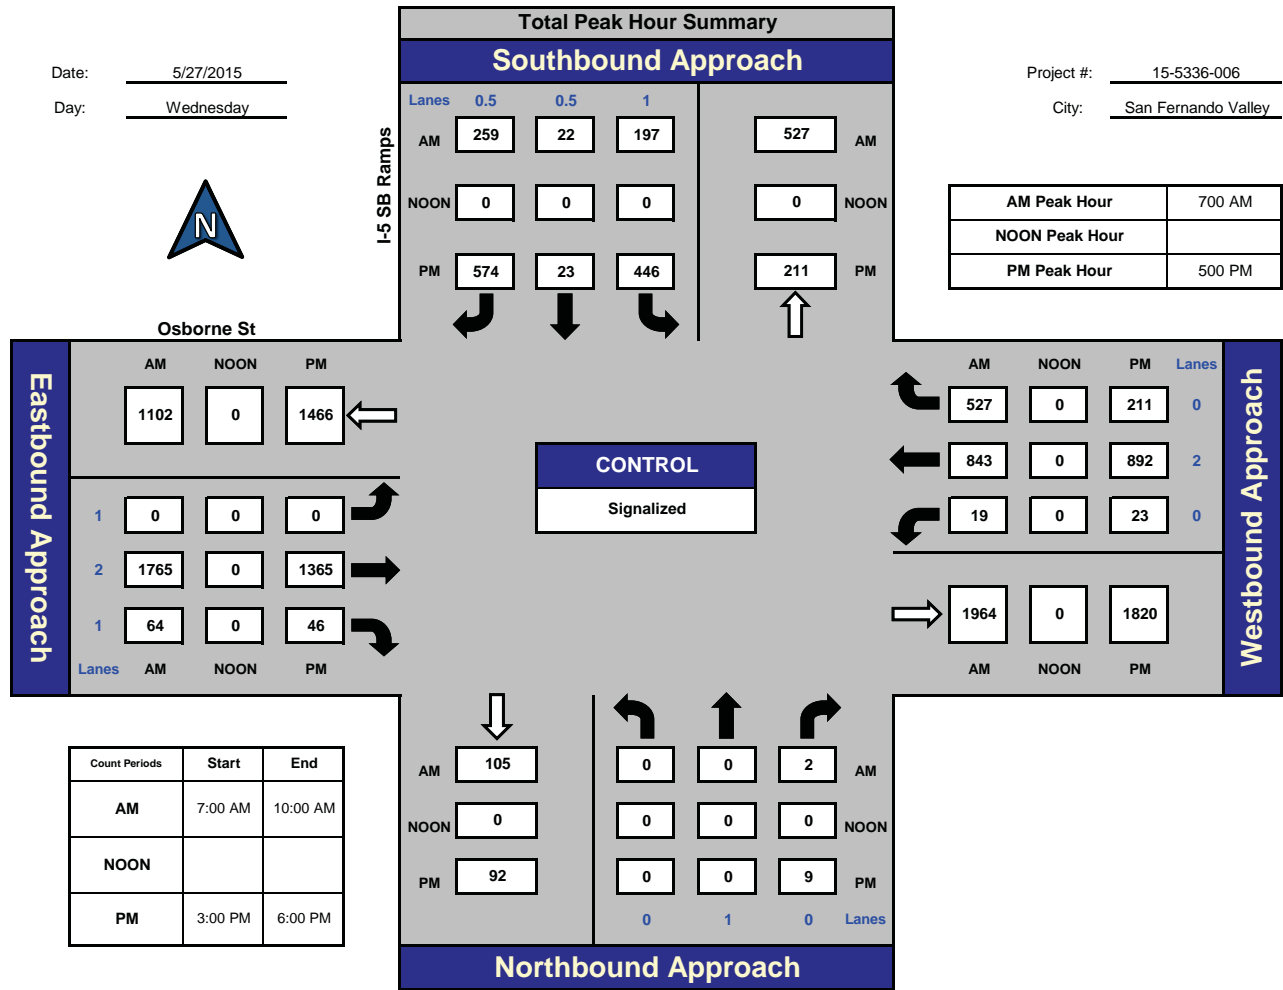 Total Peak Hour Summary
Southbound Approach
Date: 5/27/2015
Day: Wednesday
Project #: 15-5336-006
City: San Fernando Valley
N
I-5 SB Ramps
Lanes 0.5 0.5 1
AM 259 22 197 527 AM
NOON 0 0 0 0 NOON
PM 574 23 446 211 PM
AM Peak Hour 700 AM
NOON Peak Hour
PM Peak Hour 500 PM
Osborne St
Eastbound Approach
AM NOON PM
1102 0 1466
1 0 0 0
2 1765 0 1365
1 64 0 46
Lanes AM NOON PM
CONTROL
Signalized
AM NOON PM Lanes
527 0 211 0
843 0 892 2
19 0 23 0
1964 0 1820
AM NOON PM
Westbound Approach
Count Periods Start End
AM 7:00 AM 10:00 AM
NOON
PM 3:00 PM 6:00 PM
AM 105 0 0 2 AM
NOON 0 0 0 0 NOON
PM 92 0 0 9 PM
0 1 0 Lanes
Northbound Approach